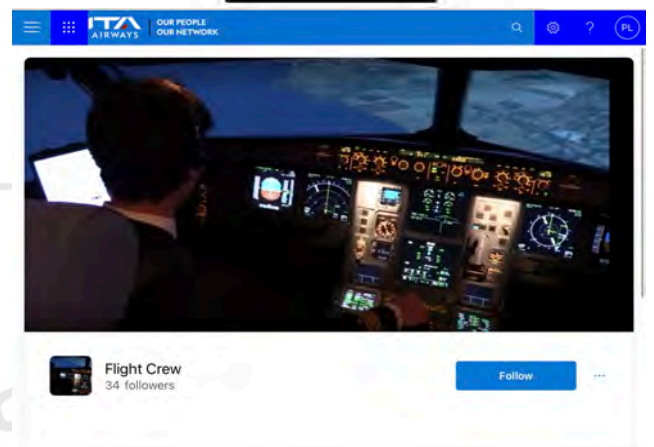 ITA
AIRWAYS
OUR PEOPLE
OUR NETWORK
?
PL
Flight Crew
34 followers
Follow
...